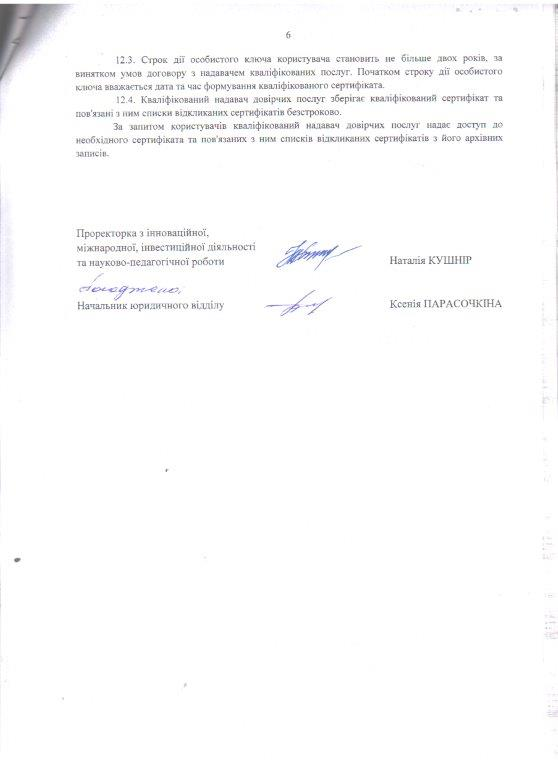 6
12.3. Строк дії особистого ключа користувача становить не більше двох років, за
винятком умов договору з надавачем кваліфікованих послуг. Початком строку дії особистого
ключа вважається дата та час формування кваліфікованого сертифіката.
12.4. Кваліфікований надавач довірчих послуг зберігає кваліфікований сертифікат та
пов'язані з ним списки відкликаних сертифікатів безстроково.
За запитом користувачів кваліфікований надавач довірчих послуг надає доступ до
необхідного сертифіката та пов'язаних з ним списків відкликаних сертифікатів з його архівних
записів.
Проректорка з інноваційної,
міжнародної, інвестиційної діяльності
та науково-педагогічної роботи
Наталія КУШНІР
Погоджено:
Начальник юридичного відділу
Ксенія ПАРАСОЧКІНА